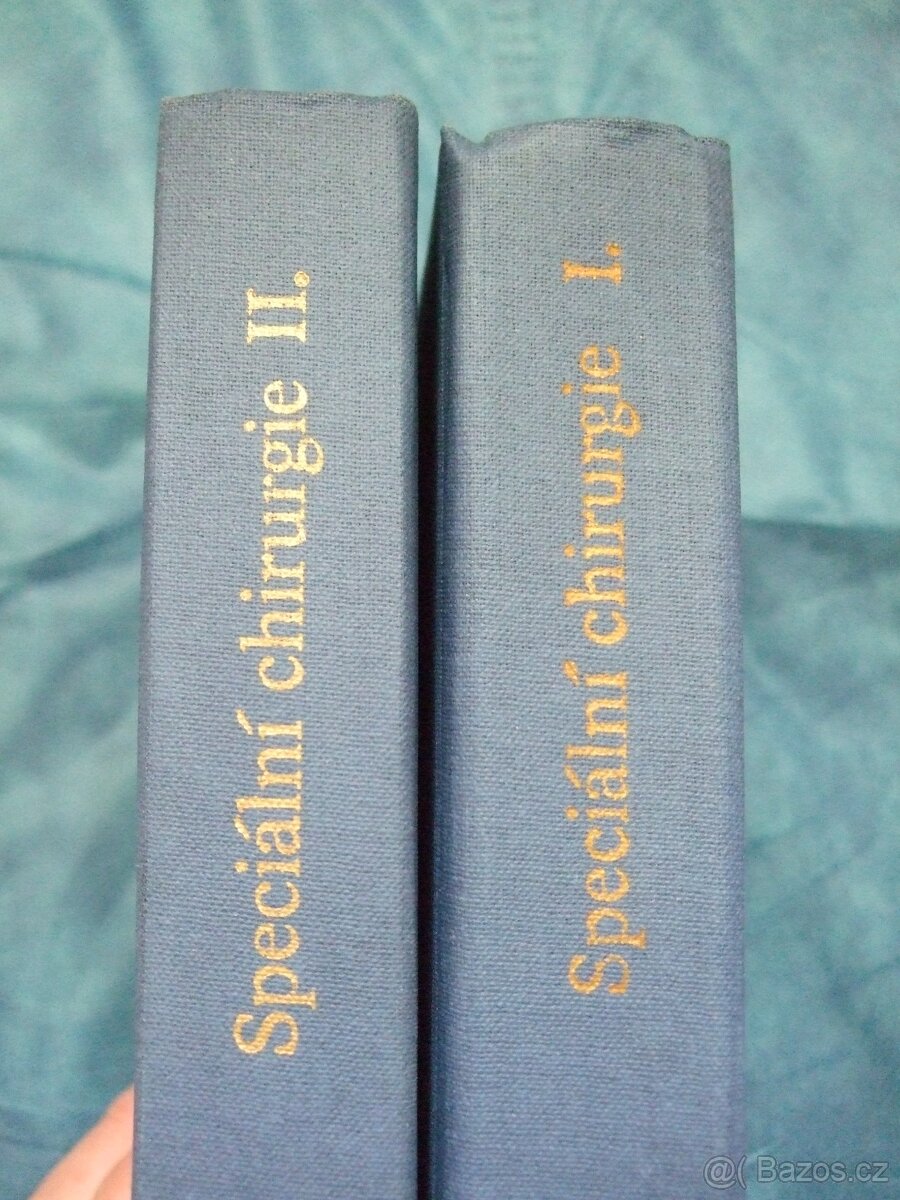 Speciální chirurgie II.
Speciální chirurgie I.
@( Bazos.cz